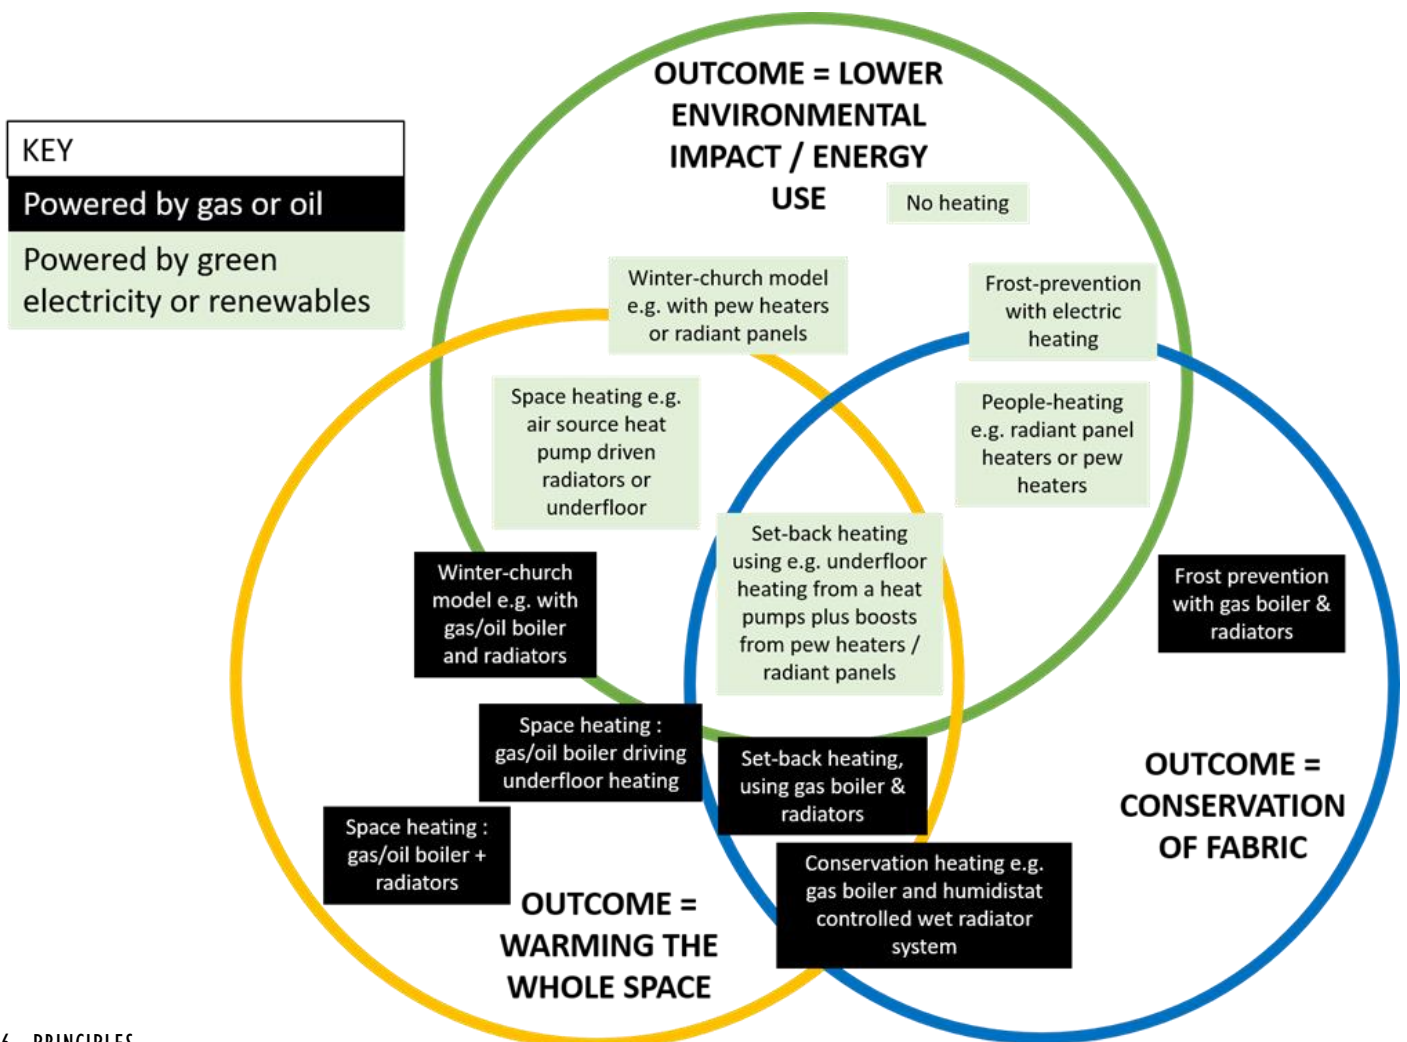 OUTCOME = LOWER
ENVIRONMENTAL
IMPACT / ENERGY
USE
KEY
Powered by gas or oil
Powered by green
electricity or renewables
No heating
Winter-church model
e.g. with pew heaters
or radiant panels
Frost-prevention
with electric
heating
Space heating e.g.
air source heat
pump driven
radiators or
underfloor
People-heating
e.g. radiant panel
heaters or pew
heaters
Set-back heating
using e.g. underfloor
heating from a heat
pumps plus boosts
from pew heaters /
radiant panels
Winter-church
model e.g. with
gas/oil boiler
and radiators
Frost prevention
with gas boiler &
radiators
Space heating :
gas/oil boiler driving
underfloor heating
Set-back heating,
using gas boiler &
radiators
OUTCOME =
CONSERVATION
OF FABRIC
Space heating :
gas/oil boiler +
radiators
Conservation heating e.g.
gas boiler and humidistat
controlled wet radiator
system
OUTCOME =
WARMING THE
WHOLE SPACE
PRINCIPLES